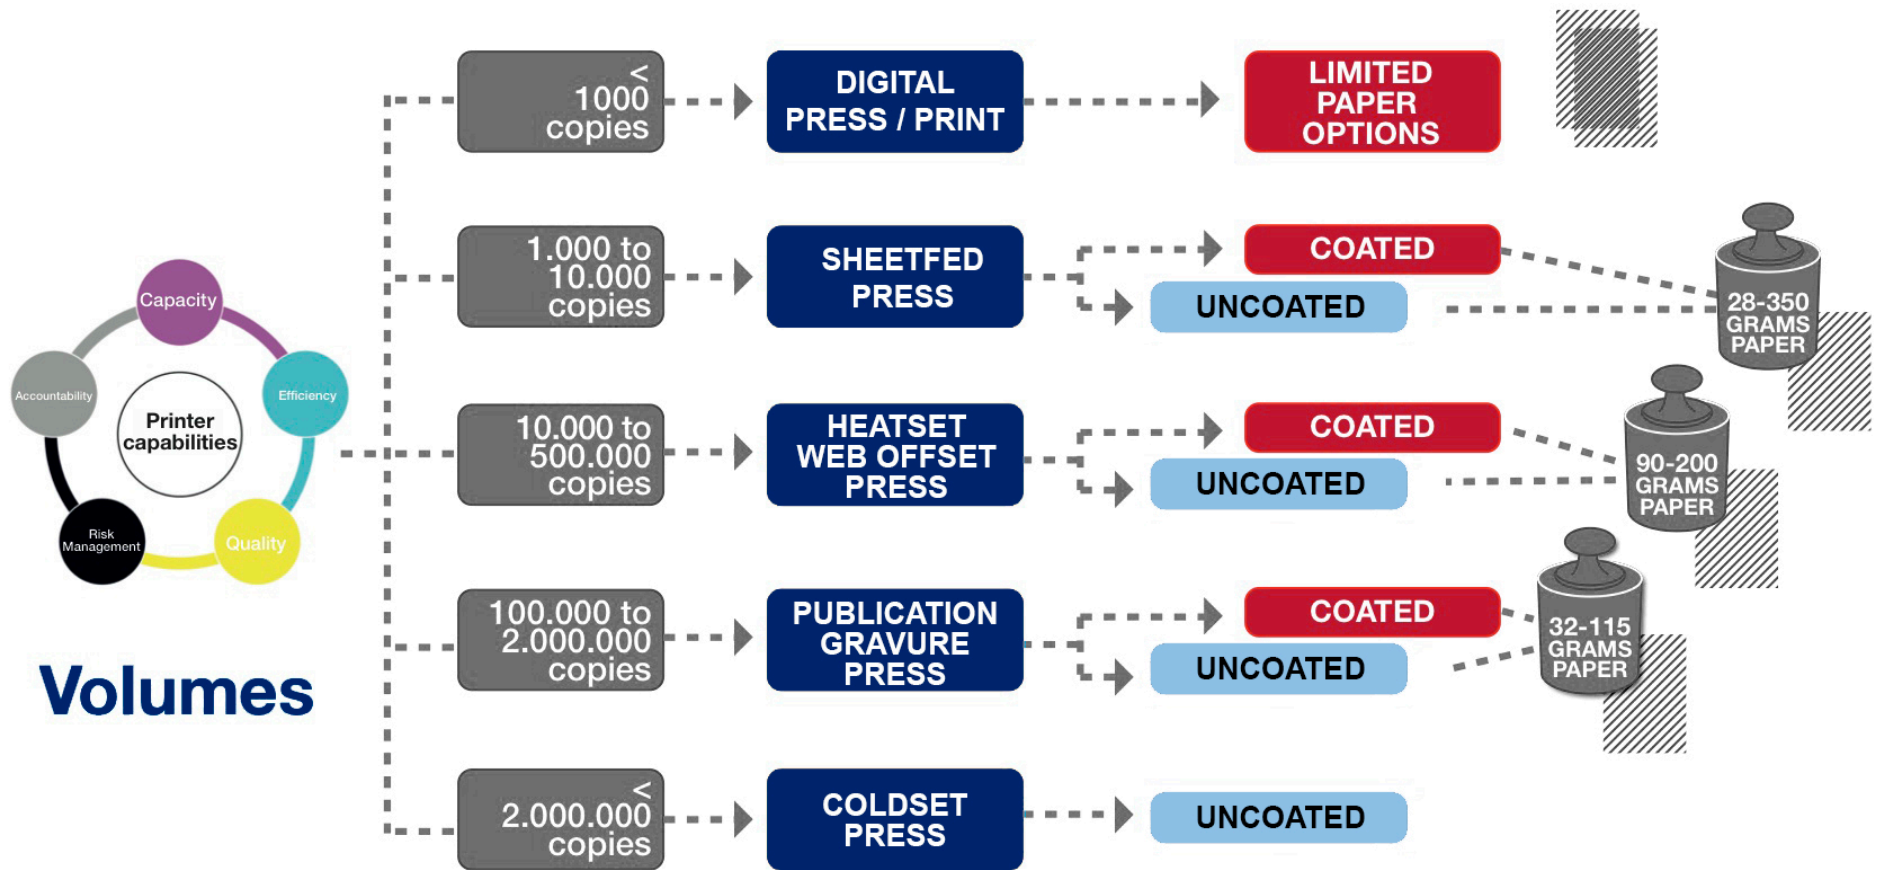 Capacity
Accountability
Efficiency
Printer
capabilities
Risk
Management
Quality
Volumes
<
1000
copies
DIGITAL
PRESS / PRINT
LIMITED
PAPER
OPTIONS
1.000 to
10.000
copies
SHEETFED
PRESS
COATED
UNCOATED
28-350
GRAMS
PAPER
10.000 to
500.000
copies
HEATSET
WEB OFFSET
PRESS
COATED
UNCOATED
90-200
GRAMS
PAPER
100.000 to
2.000.000
copies
PUBLICATION
GRAVURE
PRESS
COATED
UNCOATED
32-115
GRAMS
PAPER
<
2.000.000
copies
COLDSET
PRESS
UNCOATED